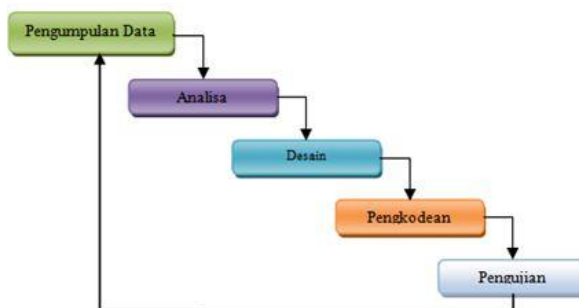 Pengumpulan Data
Analisa
Desain
Pengkodean
Pengujian